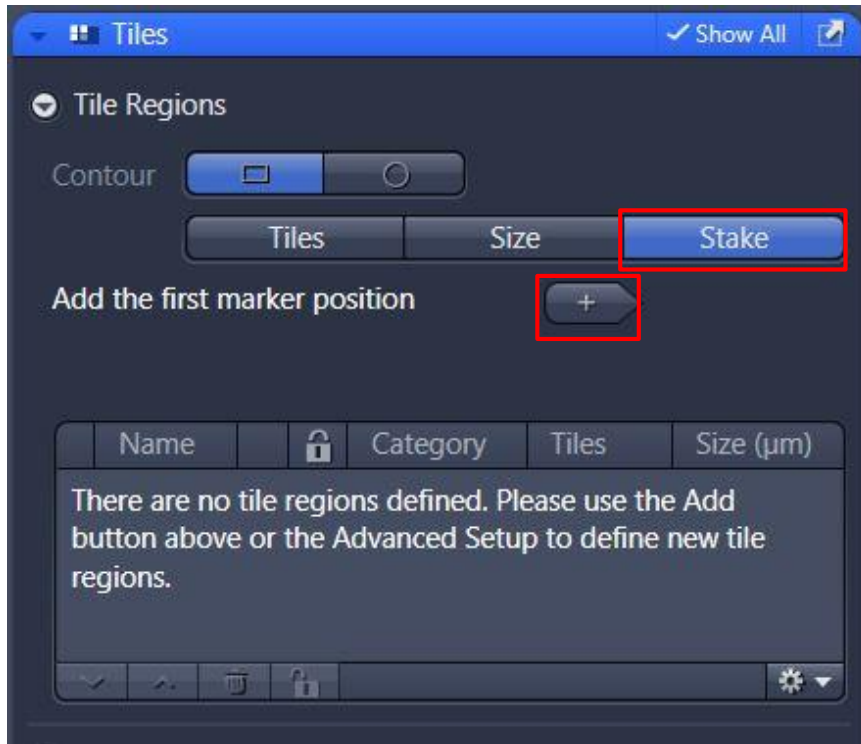 Tiles
Show All
Tile Regions
Contour
Tiles
Size
Stake
Add the first marker position
+
Name
Category
Tiles
Size (µm)
There are no tile regions defined. Please use the Add
button above or the Advanced Setup to define new tile
regions.